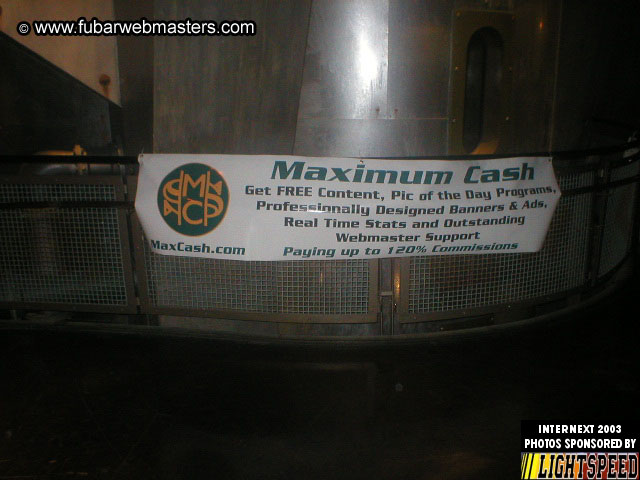 © www.fubarwebmasters.com
Maximum Cash
Get FREE Content, Pic of the Day Programs,
Professionnally Designed Banners & Ads,
Real Time Stats and Outstanding
Webmaster Support
MaxCash.com
Paying up to 120% Commissions
INTERNEXT 2003
PHOTOS SPONSORED BY
LIGHTSPEED